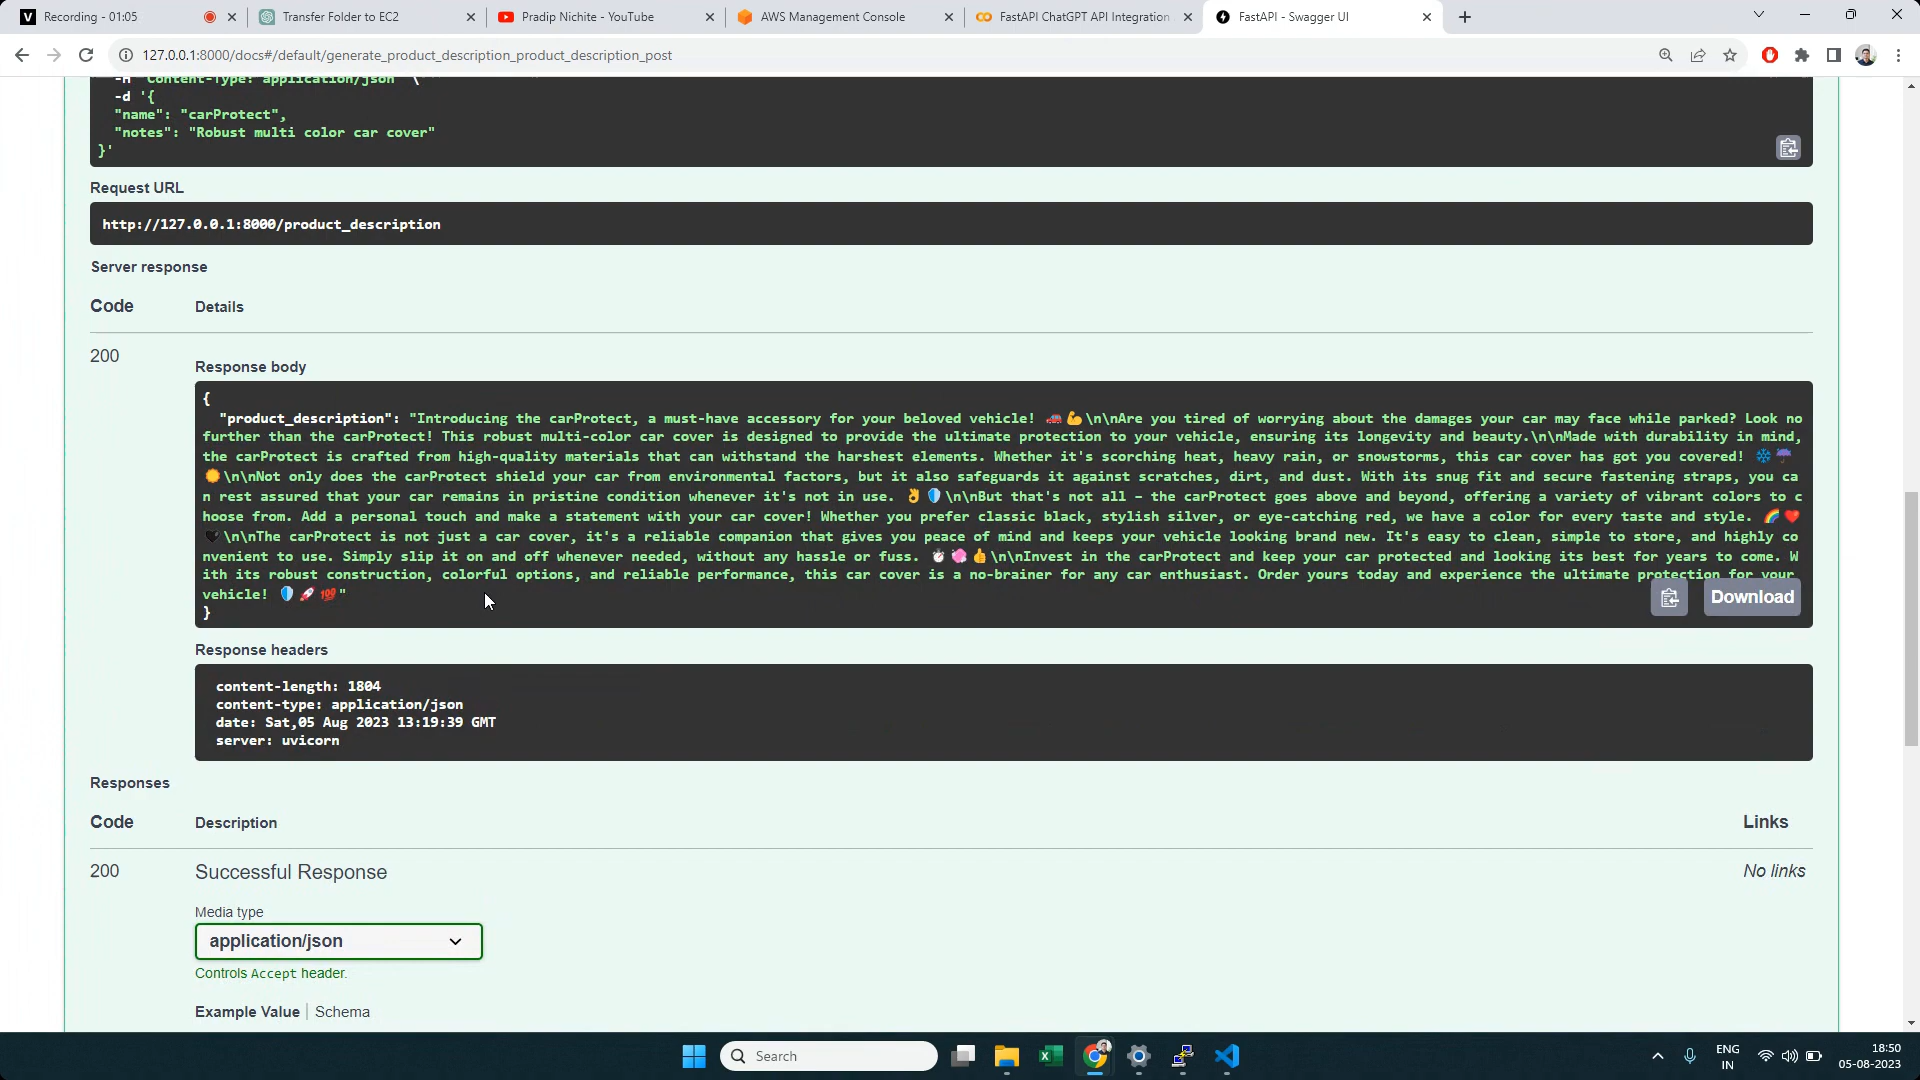 Recording - 01:05
Transfer Folder to EC2
Pradip Nichite - YouTube
AWS Management Console
FastAPI ChatGPT API Integration
FastAPI - Swagger UI
127.0.0.1:8000/docs#/default/generate_product_description_product_description_post
-H 'Content-Type: application/json' \
-d '{
"name": "carProtect",
"notes": "Robust multi color car cover"
}'
Request URL
http://127.0.0.1:8000/product_description
Server response
Code Details
200
Response body
{
"product_description": "Introducing the carProtect, a must-have accessory for your beloved vehicle! 🚗💪\n\nAre you tired of worrying about the damages your car may face while parked? Look no
further than the carProtect! This robust multi-color car cover is designed to provide the ultimate protection to your vehicle, ensuring its longevity and beauty.\n\nMade with durability in mind,
the carProtect is crafted from high-quality materials that can withstand the harshest elements. Whether it's scorching heat, heavy rain, or snowstorms, this car cover has got you covered! ❄️☔
☀️\n\nNot only does the carProtect shield your car from environmental factors, but it also safeguards it against scratches, dirt, and dust. With its snug fit and secure fastening straps, you ca
n rest assured that your car remains in pristine condition whenever it's not in use. 👌🛡️\n\nBut that's not all – the carProtect goes above and beyond, offering a variety of vibrant colors to c
hoose from. Add a personal touch and make a statement with your car cover! Whether you prefer classic black, stylish silver, or eye-catching red, we have a color for every taste and style. 🌈❤️
🖤\n\nThe carProtect is not just a car cover, it's a reliable companion that gives you peace of mind and keeps your vehicle looking brand new. It's easy to clean, simple to store, and highly co
nvenient to use. Simply slip it on and off whenever needed, without any hassle or fuss. ⏱️🧼👍\n\nInvest in the carProtect and keep your car protected and looking its best for years to come. W
ith its robust construction, colorful options, and reliable performance, this car cover is a no-brainer for any car enthusiast. Order yours today and experience the ultimate protection for your
vehicle! 🛡️🚀💯"
}
Download
Response headers
content-length: 1804
content-type: application/json
date: Sat,05 Aug 2023 13:19:39 GMT
server: uvicorn
Responses
Code Description Links
200 Successful Response No links
Media type
application/json
Controls Accept header.
Example Value | Schema
Search
ENG
IN
18:50
05-08-2023